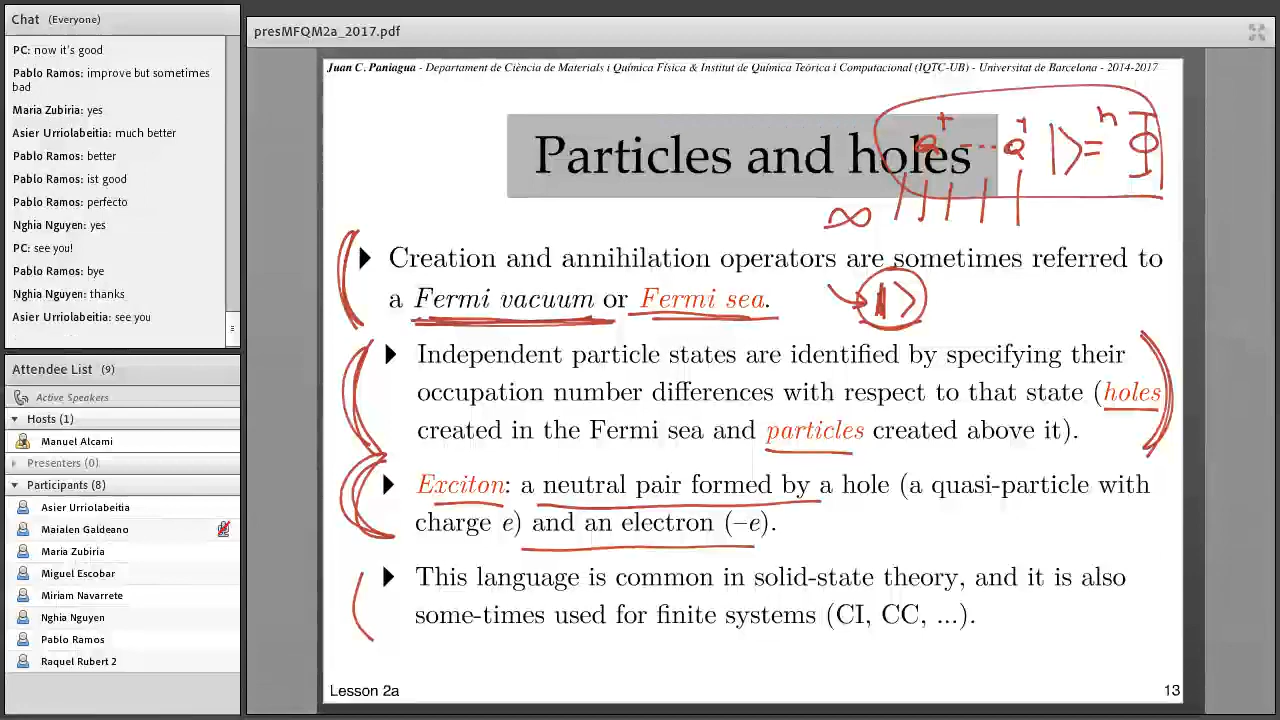 Chat (Everyone)
PC: now it's good
Pablo Ramos: improve but sometimes
bad
Maria Zubiria: yes
Asier Urriolabeitia: much better
Pablo Ramos: better
Pablo Ramos: ist good
Pablo Ramos: perfecto
Nghia Nguyen: yes
PC: see you!
Pablo Ramos: bye
Nghia Nguyen: thanks
Asier Urriolabeitia: see you
Attendee List (9)
Active Speakers
Hosts (1)
Manuel Alcami
Presenters (0)
Participants (8)
Asier Urriolabeitia
Maialen Galdeano
Maria Zubiria
Miguel Escobar
Miriam Navarrete
Nghia Nguyen
Pablo Ramos
Raquel Rubert 2
presMFQM2a_2017.pdf
Juan C. Paniagua - Departament de Ciència de Materials i Química Física & Institut de Química Teòrica i Computacional (IQTC-UB) - Universitat de Barcelona - 2014-2017
Particles and holes
a⁺ ... a⁺ | > = ⁿΦ
∞
Creation and annihilation operators are sometimes referred to
a Fermi vacuum or Fermi sea.
| >
Independent particle states are identified by specifying their
occupation number differences with respect to that state (holes
created in the Fermi sea and particles created above it).
Exciton: a neutral pair formed by a hole (a quasi-particle with
charge e) and an electron (–e).
This language is common in solid-state theory, and it is also
some-times used for finite systems (CI, CC, ...).
Lesson 2a
13